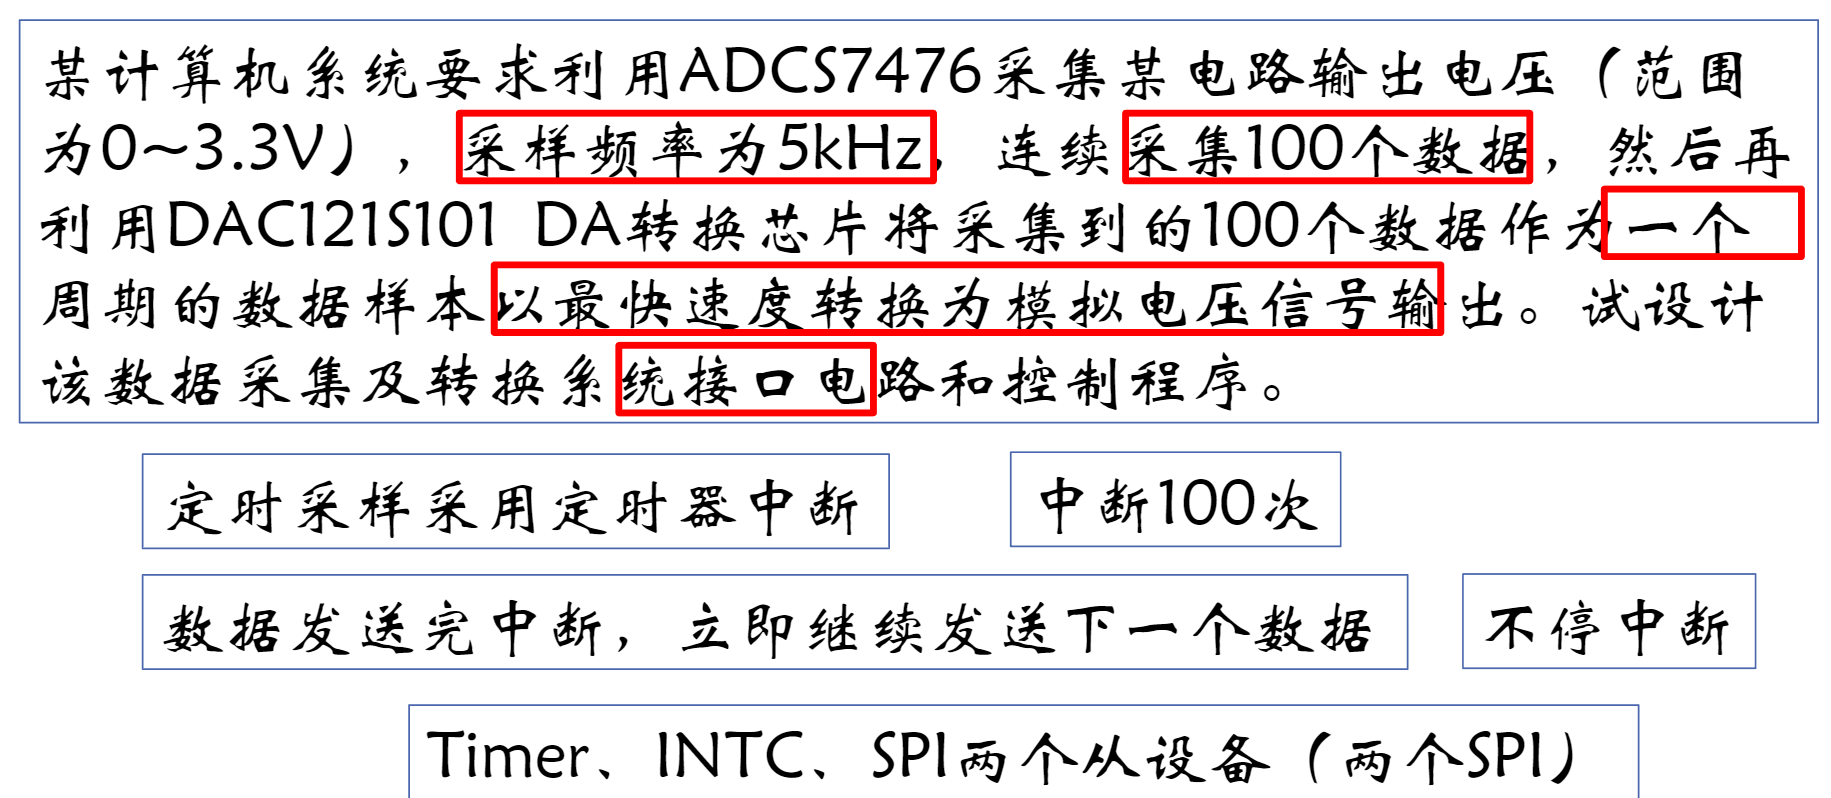 某计算机系统要求利用ADCS7476采集某电路输出电压（范围
为0~3.3V），采样频率为5kHz，连续采集100个数据，然后再
利用DAC121S101 DA转换芯片将采集到的100个数据作为一个
周期的数据样本以最快速度转换为模拟电压信号输出。试设计
该数据采集及转换系统接口电路和控制程序。
定时采样采用定时器中断
中断100次
数据发送完中断，立即继续发送下一个数据
不停中断
Timer、INTC、SPI两个从设备（两个SPI）